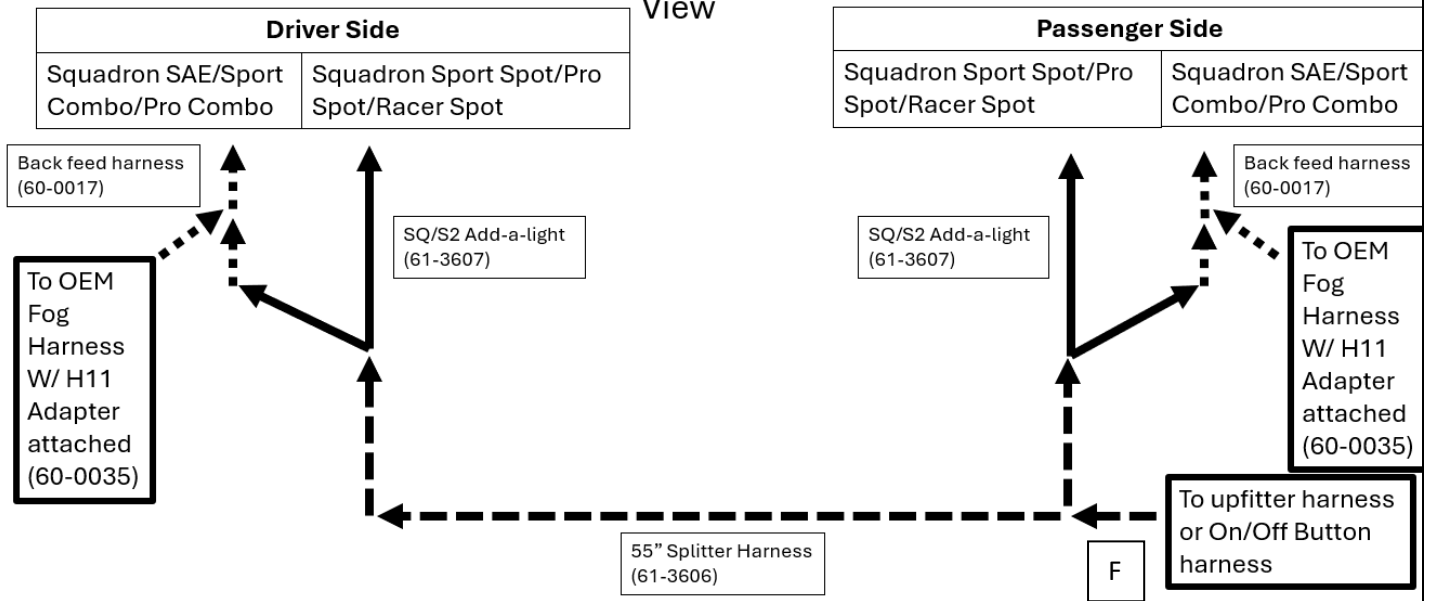 View
Driver Side
Squadron SAE/Sport
Combo/Pro Combo
Squadron Sport Spot/Pro
Spot/Racer Spot
Passenger Side
Squadron Sport Spot/Pro
Spot/Racer Spot
Squadron SAE/Sport
Combo/Pro Combo
Back feed harness
(60-0017)
SQ/S2 Add-a-light
(61-3607)
To OEM
Fog
Harness
W/ H11
Adapter
attached
(60-0035)
SQ/S2 Add-a-light
(61-3607)
Back feed harness
(60-0017)
To OEM
Fog
Harness
W/ H11
Adapter
attached
(60-0035)
55” Splitter Harness
(61-3606)
F
To upfitter harness
or On/Off Button
harness